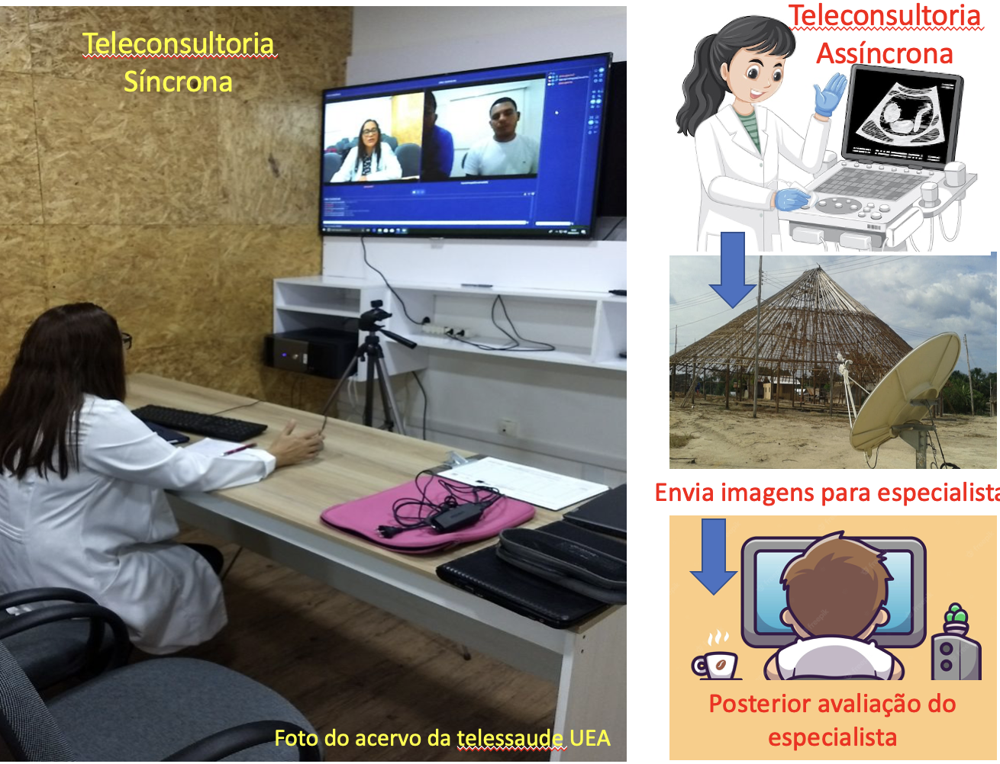 Teleconsultoria
Síncrona
Foto do acervo da telessaude UEA
Teleconsultoria
Assíncrona
Envia imagens para especialista
Posterior avaliação do
especialista